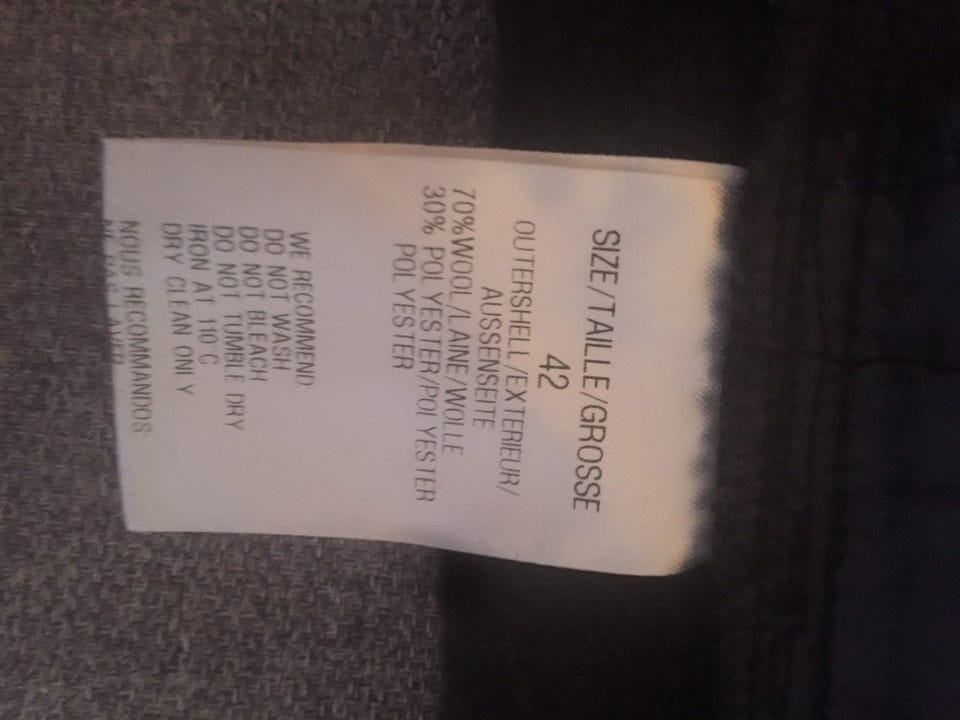 SIZE/TAILLE/GROSSE
42
OUTERSHELL/EXTERIEUR/
AUSSENSEITE
70%WOOL/LAINE/WOLLE
30% POLYESTER/POLYESTER
POLYESTER
WE RECOMMEND:
DO NOT WASH
DO NOT BLEACH
DO NOT TUMBLE DRY
IRON AT 110 C
DRY CLEAN ONLY
NOUS RECOMMANDOS: